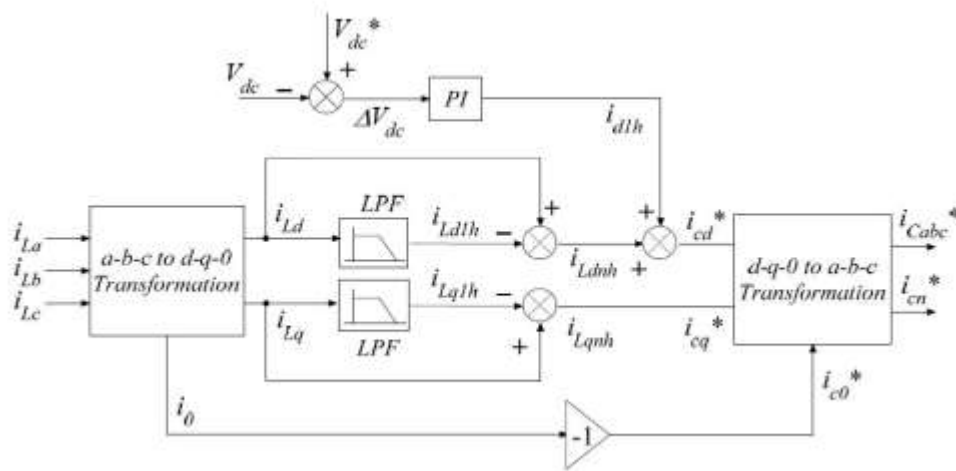 V_dc*
V_dc − +
ΔV_dc
PI
i_d1h
LPF
i_La
i_Lb
i_Lc
a-b-c to d-q-0
Transformation
i_Ld
i_Ld1h − +
i_Ldnh
+ +
i_cd*
i_Lq
LPF
i_Lq1h − +
i_Lqnh
i_cq*
d-q-0 to a-b-c
Transformation
i_Cabc*
i_cn*
i_0
-1
i_c0*